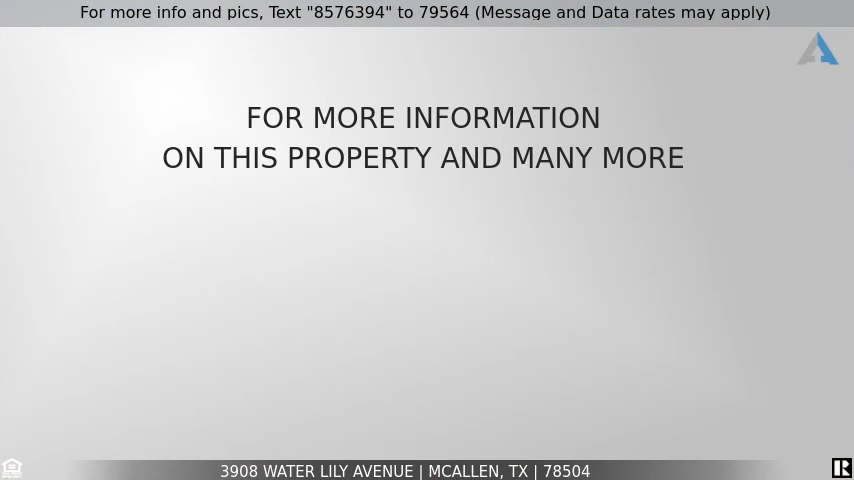 For more info and pics, Text "8576394" to 79564 (Message and Data rates may apply)
FOR MORE INFORMATION
ON THIS PROPERTY AND MANY MORE
3908 WATER LILY AVENUE | MCALLEN, TX | 78504